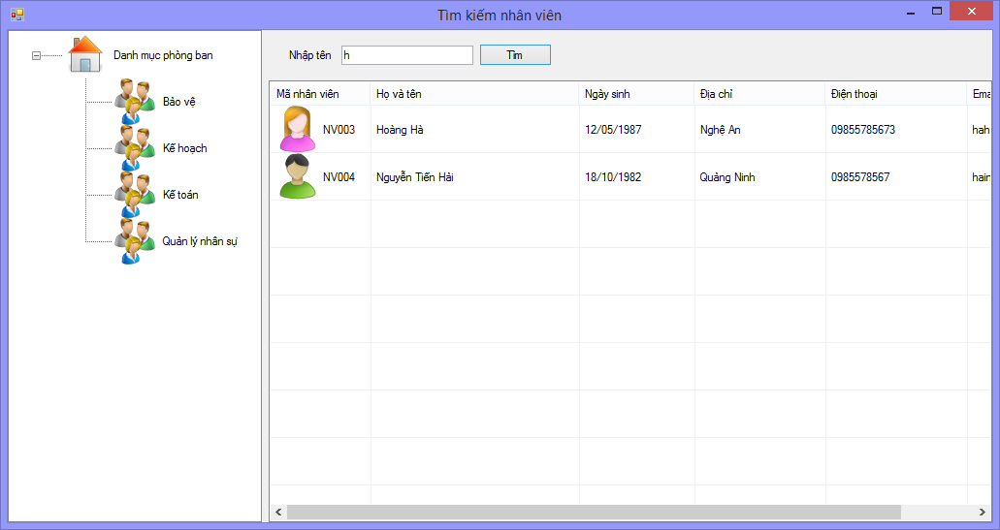 Tìm kiếm nhân viên
Danh mục phòng ban
Bảo vệ
Kế hoạch
Kế toán
Quản lý nhân sự
Nhập tên h Tìm
Mã nhân viên Họ và tên Ngày sinh Địa chỉ Điện thoại Ema
NV003 Hoàng Hà 12/05/1987 Nghệ An 09855785673 hah
NV004 Nguyễn Tiến Hải 18/10/1982 Quảng Ninh 0985578567 hain